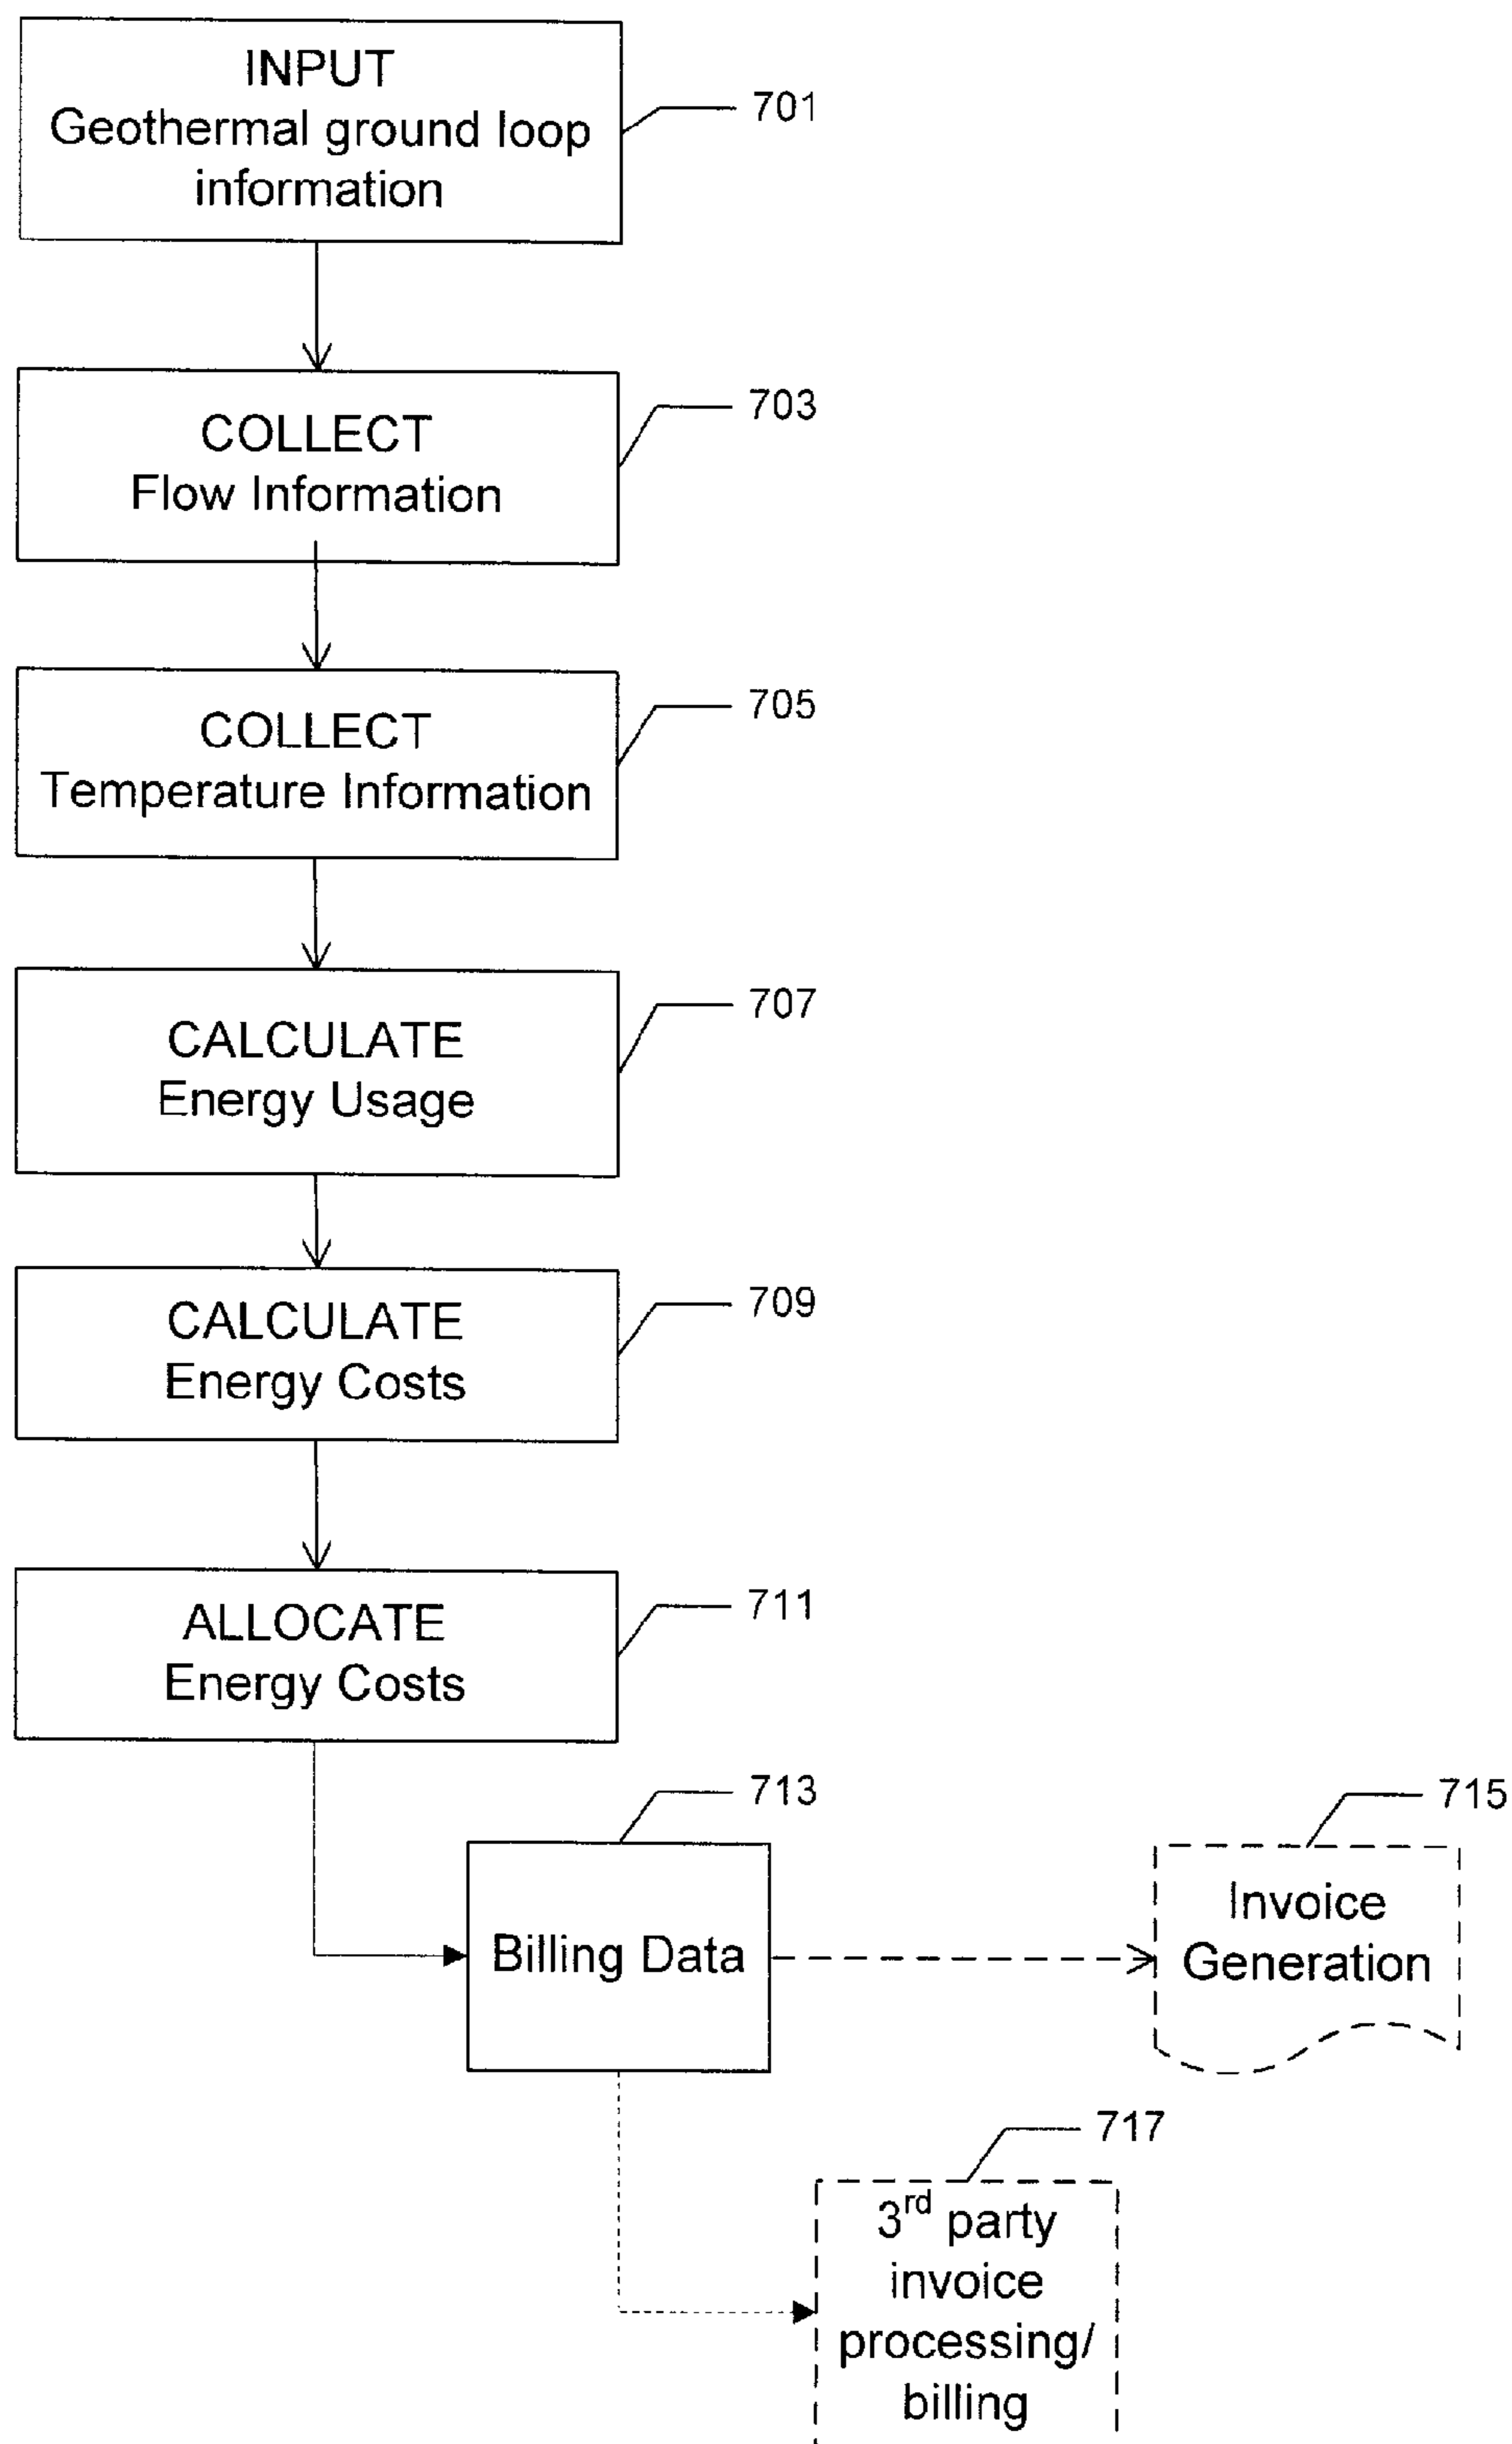 INPUT
Geothermal ground loop
information
701
COLLECT
Flow Information
703
COLLECT
Temperature Information
705
CALCULATE
Energy Usage
707
CALCULATE
Energy Costs
709
ALLOCATE
Energy Costs
711
713
Billing Data
715
Invoice
Generation
717
3rd party
invoice
processing/
billing